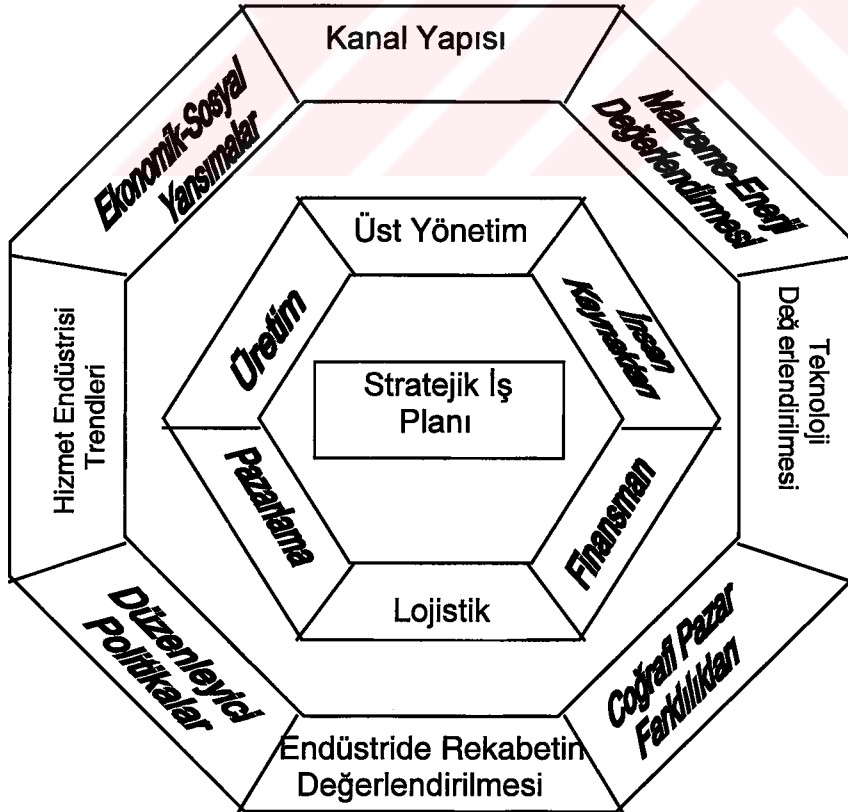 Kanal Yapısı
Ekonomik-Sosyal
Yansımalar
Malzeme-Enerji
Değerlendirmesi
Üst Yönetim
Üretim
İnsan
Kaynakları
Hizmet Endüstrisi
Trendleri
Stratejik İş
Planı
Teknoloji
Değerlendirilmesi
Pazarlama
Finansman
Lojistik
Düzenleyici
Politikalar
Coğrafi Pazar
Farklılıkları
Endüstride Rekabetin
Değerlendirilmesi